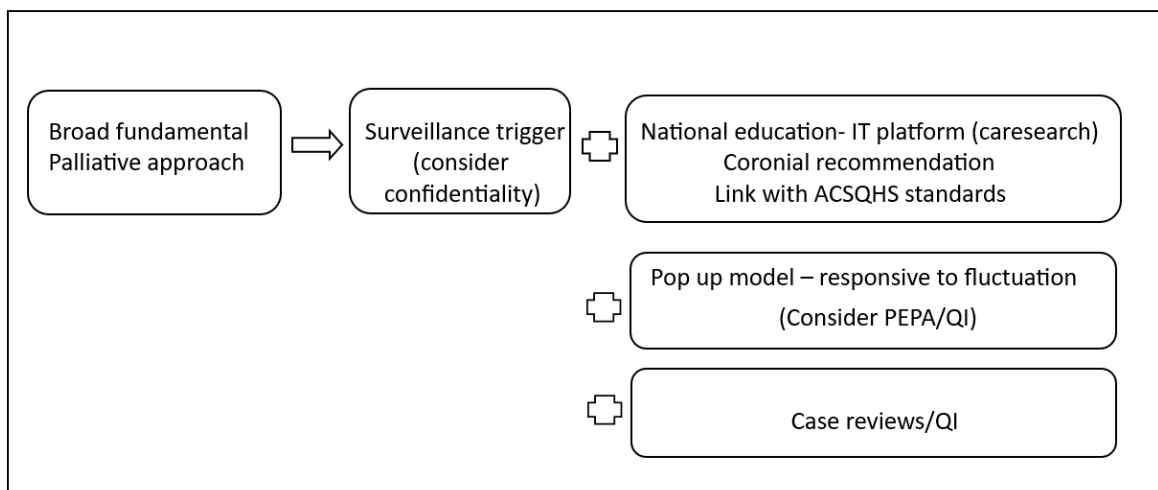 Broad fundamental
Palliative approach
Surveillance trigger
(consider
confidentiality)
National education- IT platform (caresearch)
Coronial recommendation
Link with ACSQHS standards
Pop up model – responsive to fluctuation
(Consider PEPA/QI)
Case reviews/QI